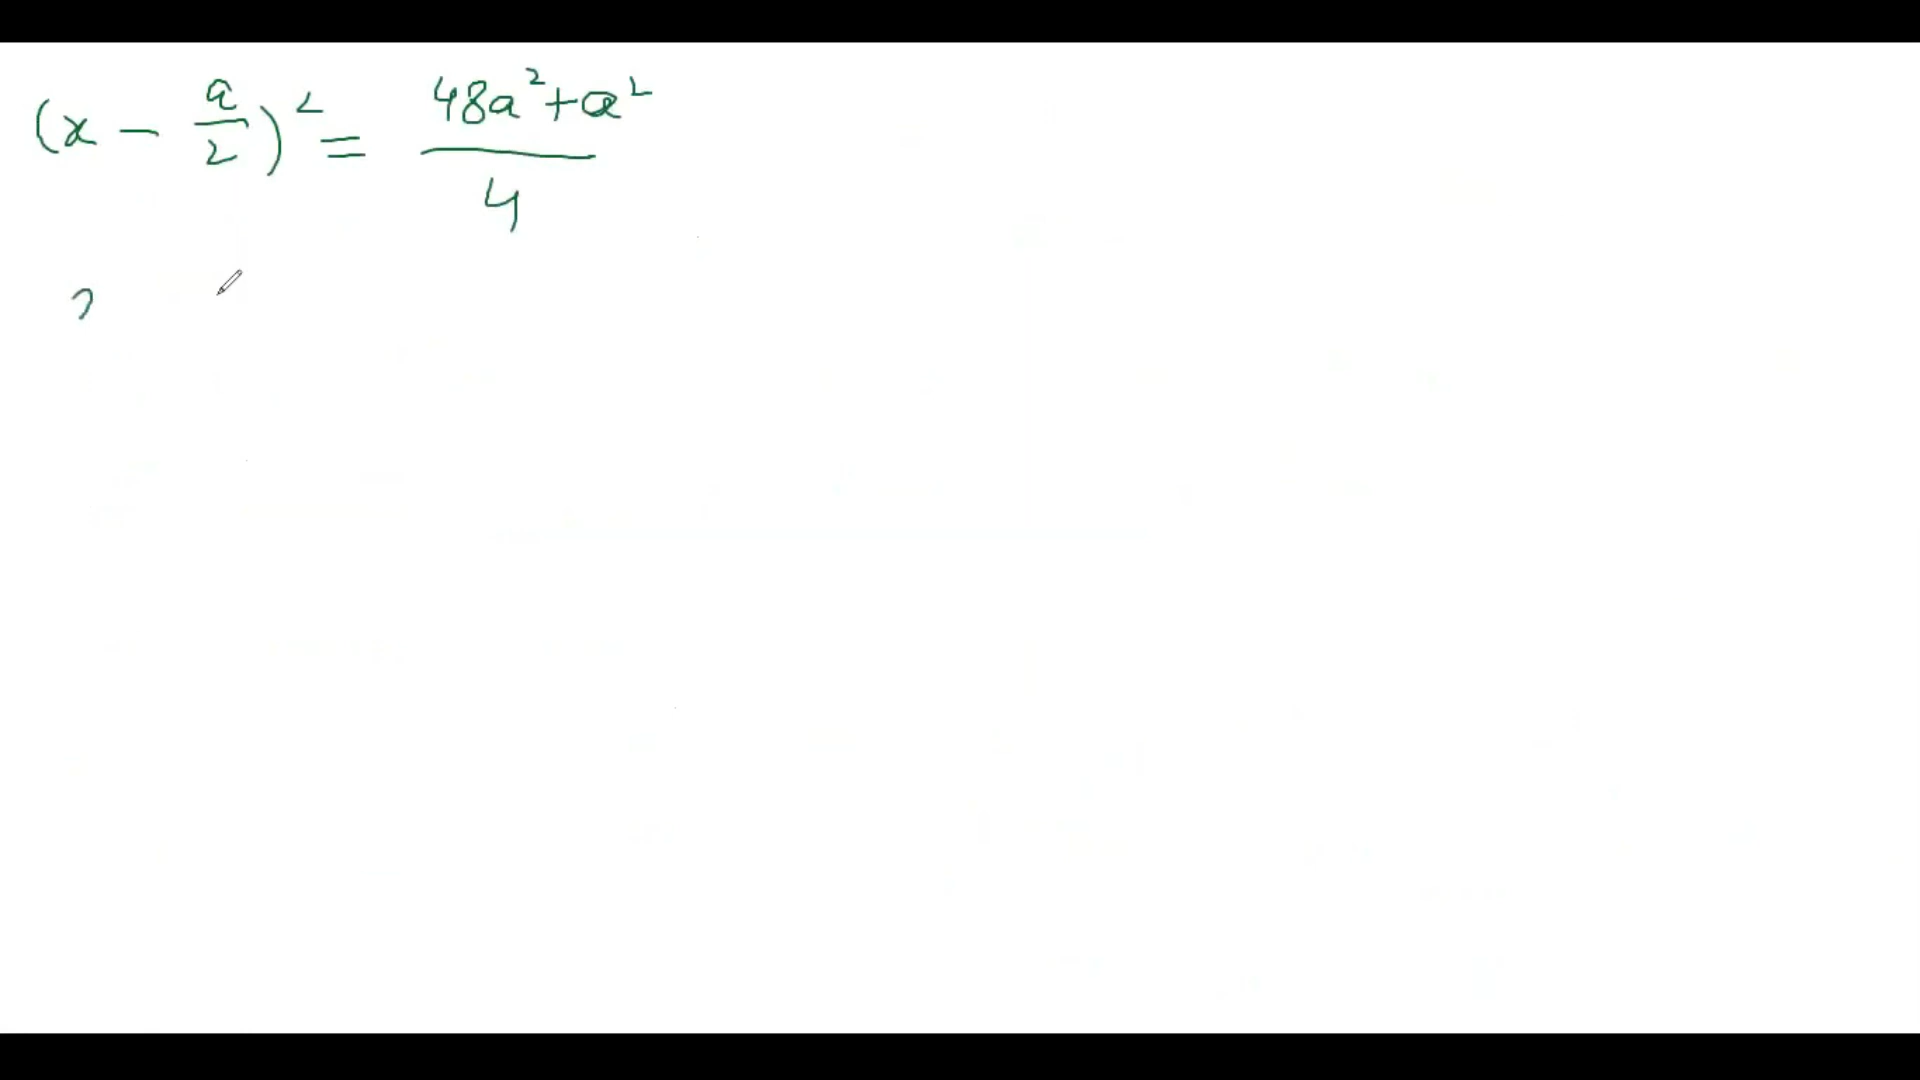 (x - a/2)² = (48a² + a²)/4